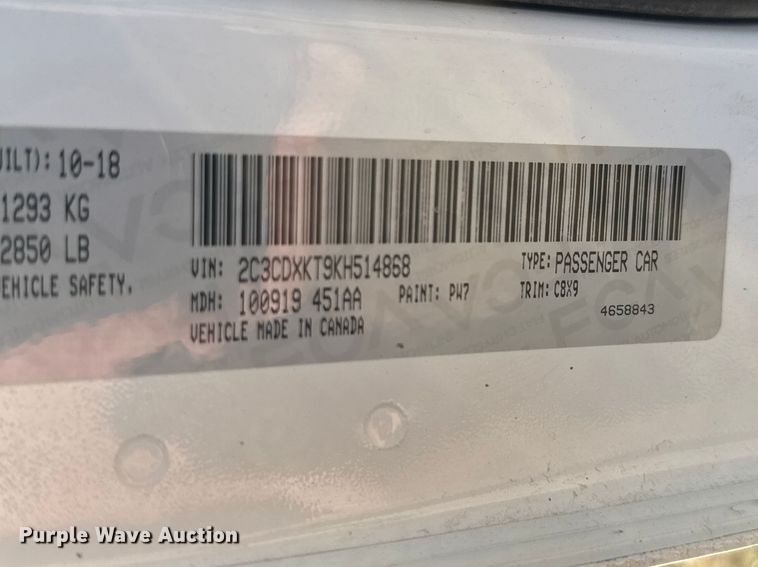 UILT): 10-18
1293 KG
2850 LB
EHICLE SAFETY.
VIN: 2C3CDXKT9KH514868 TYPE: PASSENGER CAR
MDH: 100919 451AA PAINT: PW7 TRIM: C8X9
VEHICLE MADE IN CANADA 4658843
Purple Wave Auction